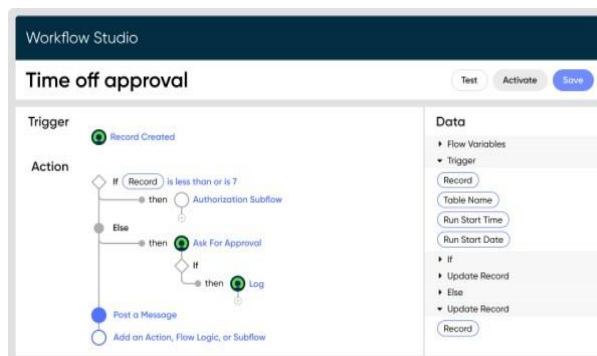 Workflow Studio
Time off approval
Test Activate Save
Trigger
Record Created
Action
If Record is less than or is 7
then Authorization Subflow
Else
then Ask For Approval
If
then Log
Post a Message
Add an Action, Flow Logic, or Subflow
Data
Flow Variables
Trigger
Record
Table Name
Run Start Time
Run Start Date
If
Update Record
Else
Update Record
Record